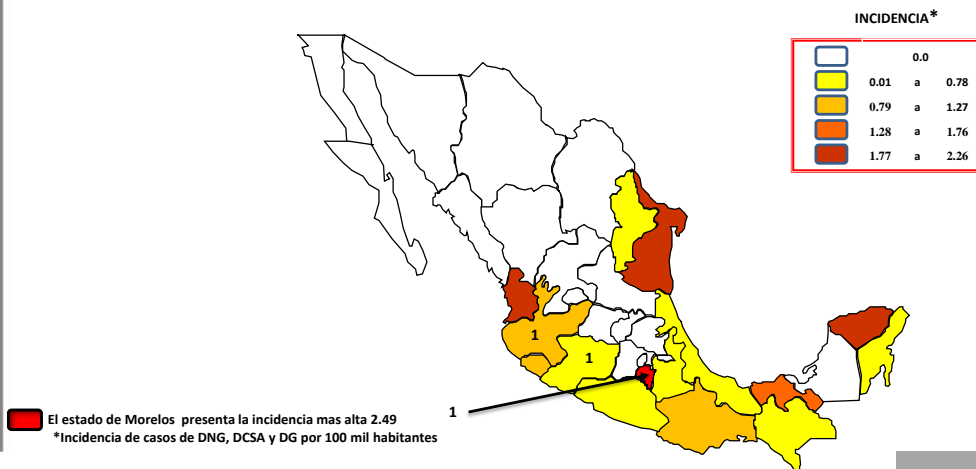 INCIDENCIA*
0.0
0.01 a 0.78
0.79 a 1.27
1.28 a 1.76
1.77 a 2.26
1
1
1
El estado de Morelos presenta la incidencia mas alta 2.49
*Incidencia de casos de DNG, DCSA y DG por 100 mil habitantes